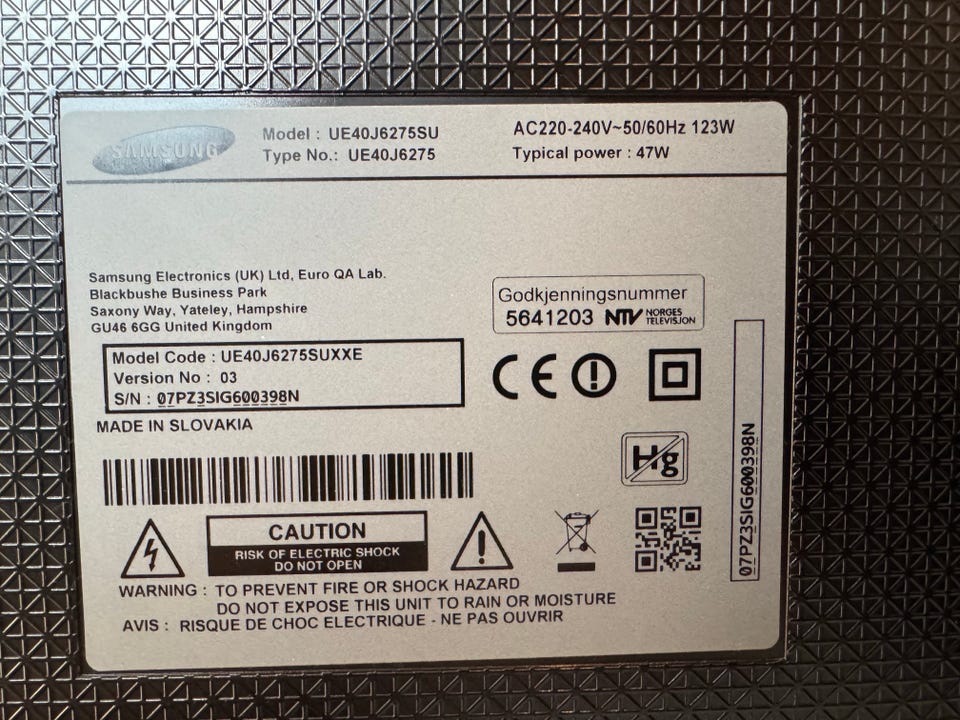 SAMSUNG
Model : UE40J6275SU
Type No.: UE40J6275
AC220-240V~50/60Hz 123W
Typical power : 47W
Samsung Electronics (UK) Ltd, Euro QA Lab.
Blackbushe Business Park
Saxony Way, Yateley, Hampshire
GU46 6GG United Kingdom
Godkjenningsnummer
5641203 NTV NORGES TELEVISJON
Model Code : UE40J6275SUXXE
Version No : 03
S/N : 07PZ3SIG600398N
MADE IN SLOVAKIA
CE
Hg
07PZ3SIG600398N
CAUTION
RISK OF ELECTRIC SHOCK
DO NOT OPEN
WARNING : TO PREVENT FIRE OR SHOCK HAZARD
DO NOT EXPOSE THIS UNIT TO RAIN OR MOISTURE
AVIS : RISQUE DE CHOC ELECTRIQUE - NE PAS OUVRIR